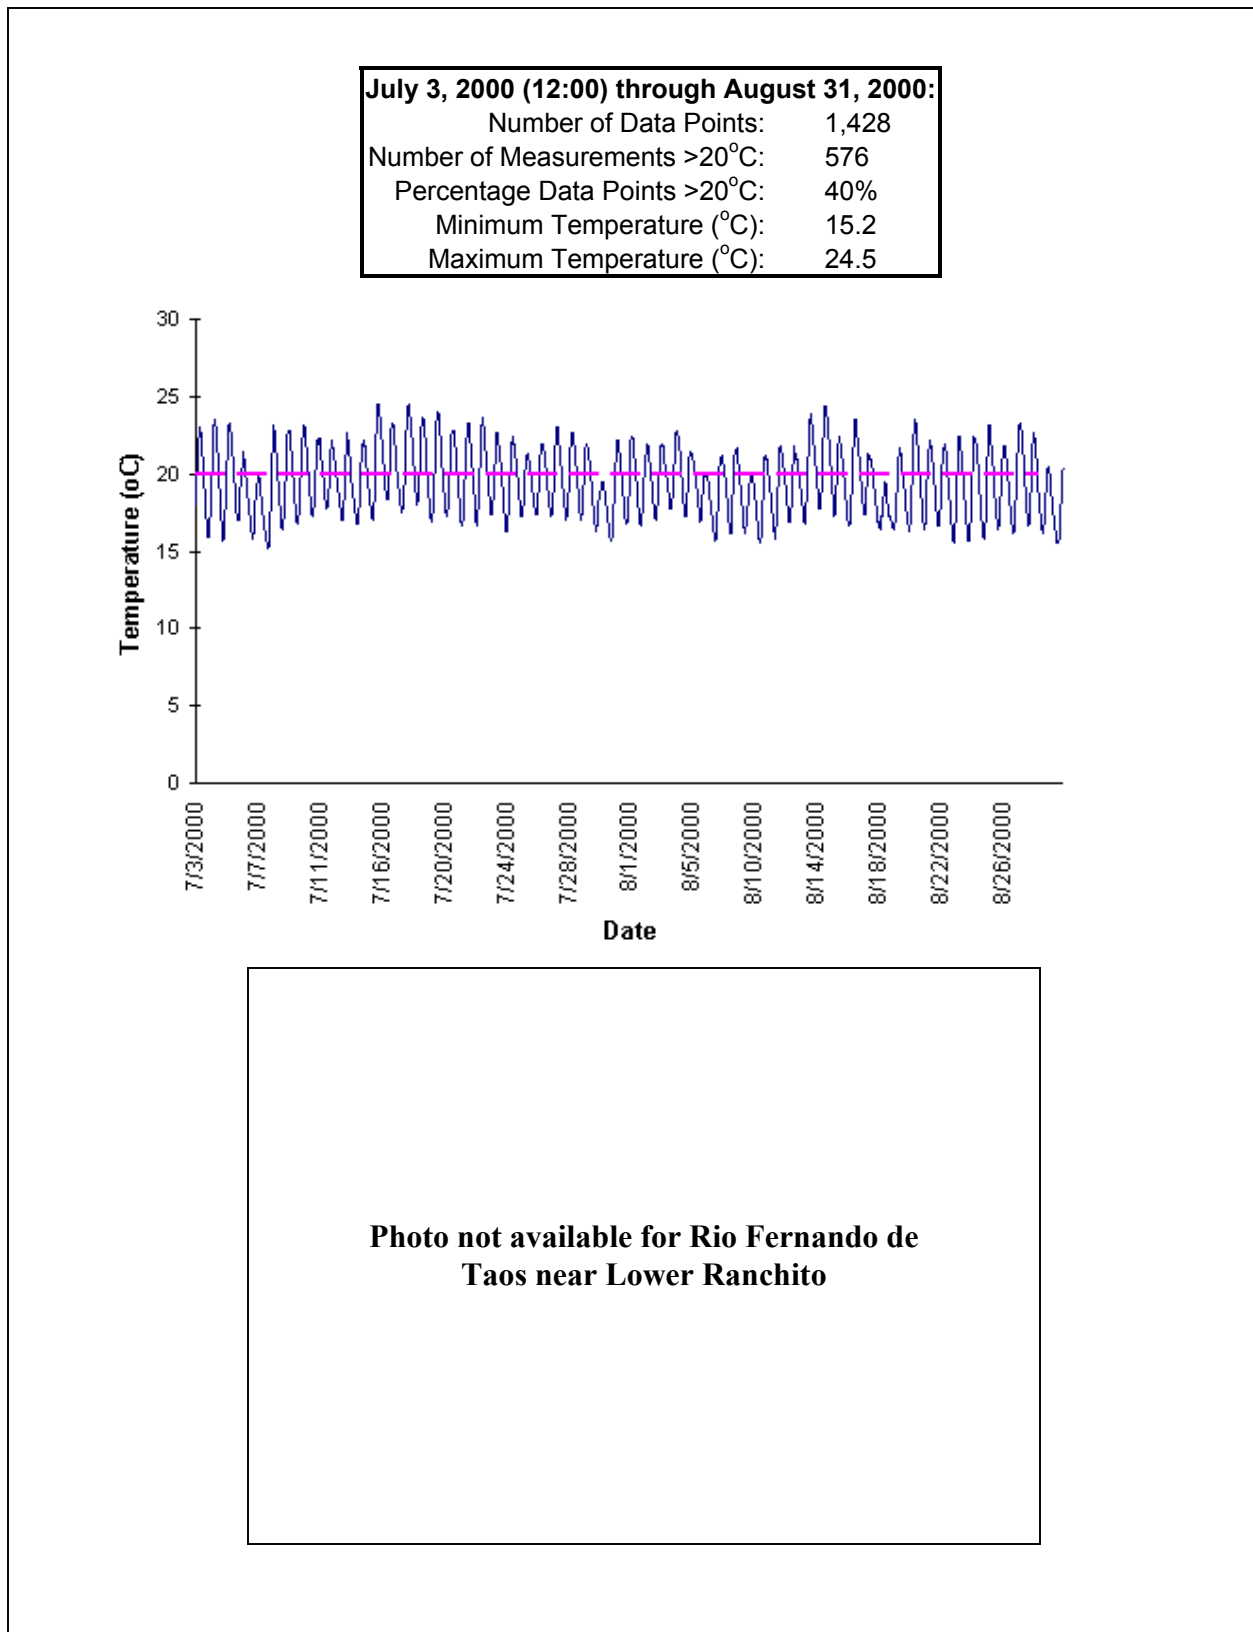 July 3, 2000 (12:00) through August 31, 2000:
Number of Data Points: 1,428
Number of Measurements >20°C: 576
Percentage Data Points >20°C: 40%
Minimum Temperature (°C): 15.2
Maximum Temperature (°C): 24.5
30
25
20
15
10
5
0
Temperature (oC)
7/3/2000
7/7/2000
7/11/2000
7/16/2000
7/20/2000
7/24/2000
7/28/2000
8/1/2000
8/5/2000
8/10/2000
8/14/2000
8/18/2000
8/22/2000
8/26/2000
Date
Photo not available for Rio Fernando de
Taos near Lower Ranchito